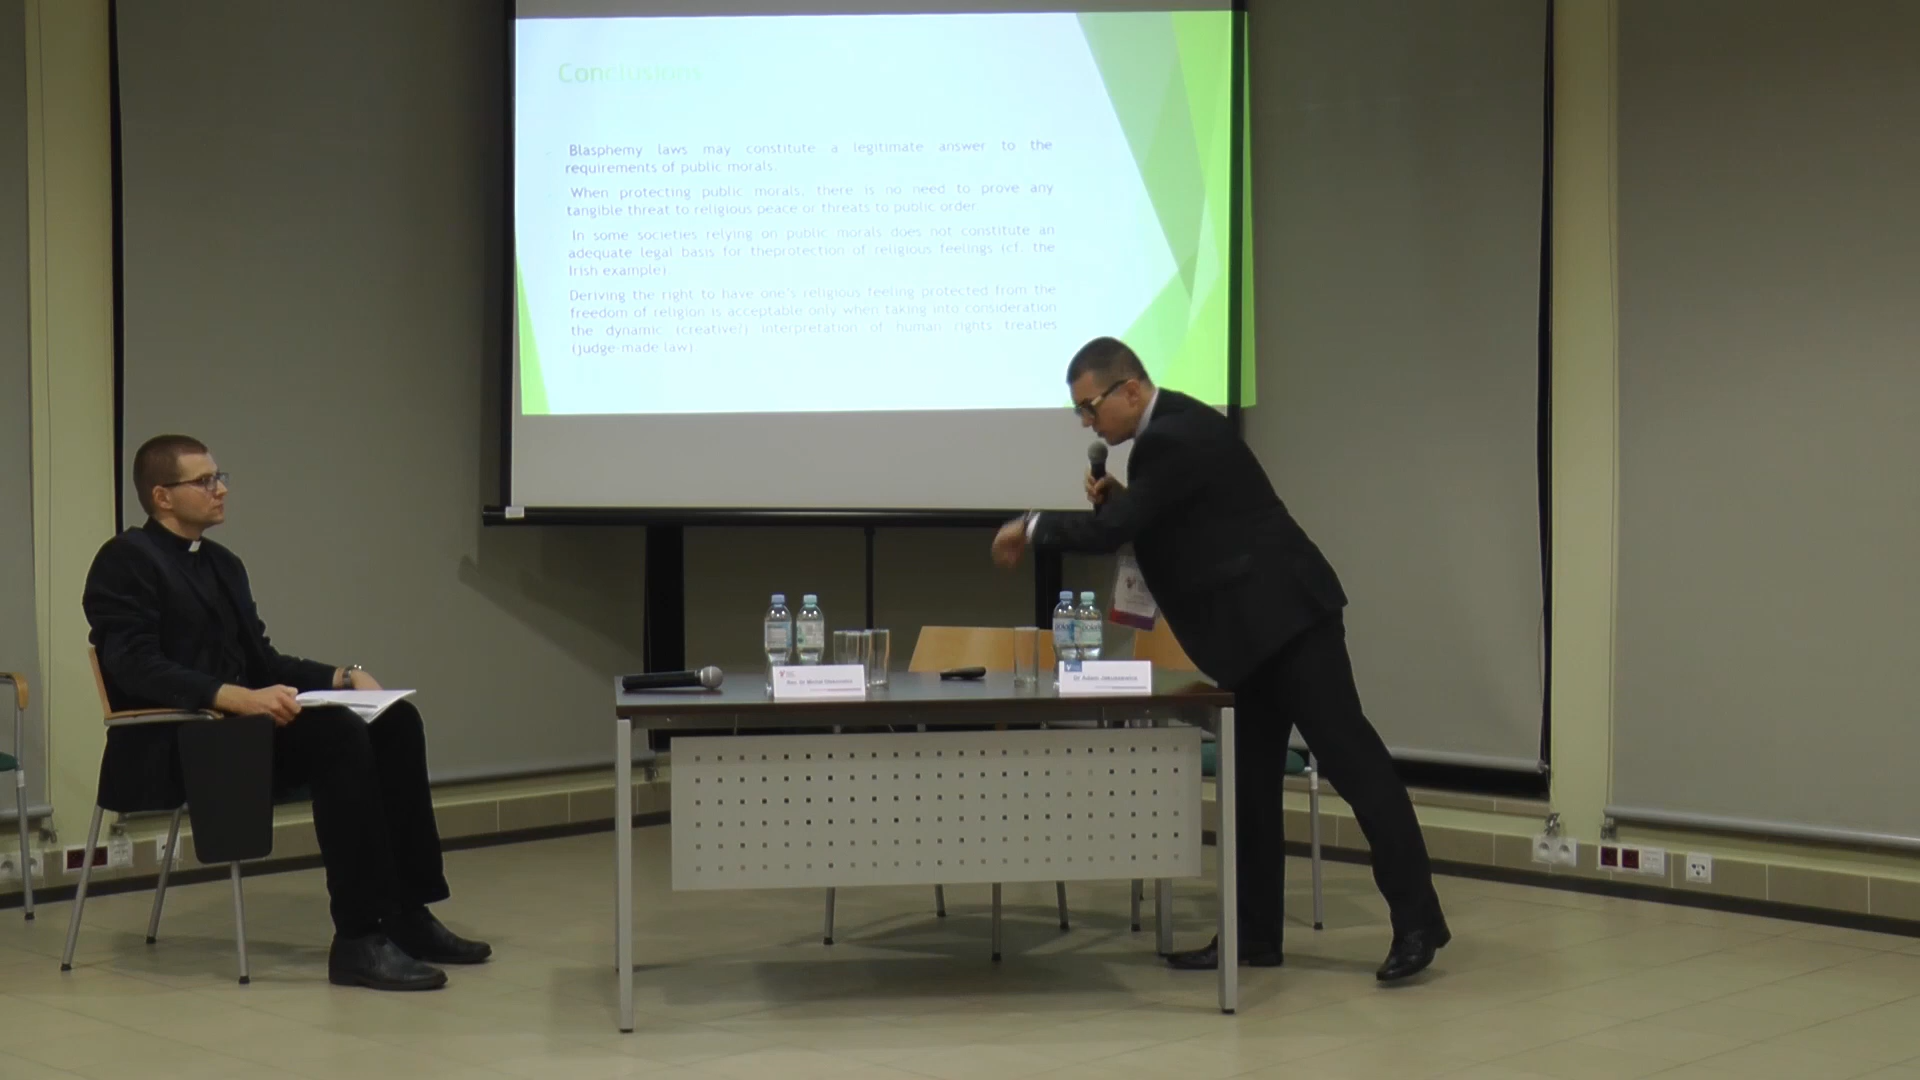 Conclusions
Blasphemy laws may constitute a legitimate answer to the
requirements of public morals.
When protecting public morals, there is no need to prove any
tangible threat to religious peace or threats to public order
In some societies relying on public morals does not constitute an
adequate legal basis for theprotection of religious feelings (cf. the
Irish example).
Deriving the right to have one's religious feeling protected from the
freedom of religion is acceptable only when taking into consideration
the dynamic (creative?) interpretation of human rights treaties
(judge-made law)
Rev. Dr
Dr Adam